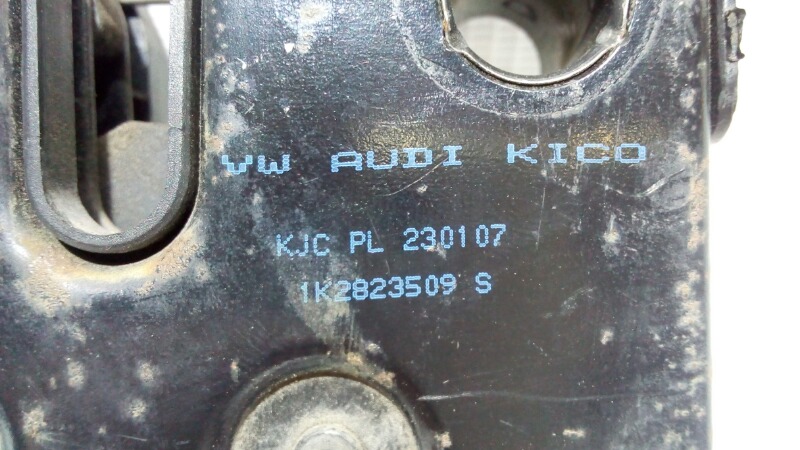 VW AUDI KICO
KJC PL 230107
1K2823509 S